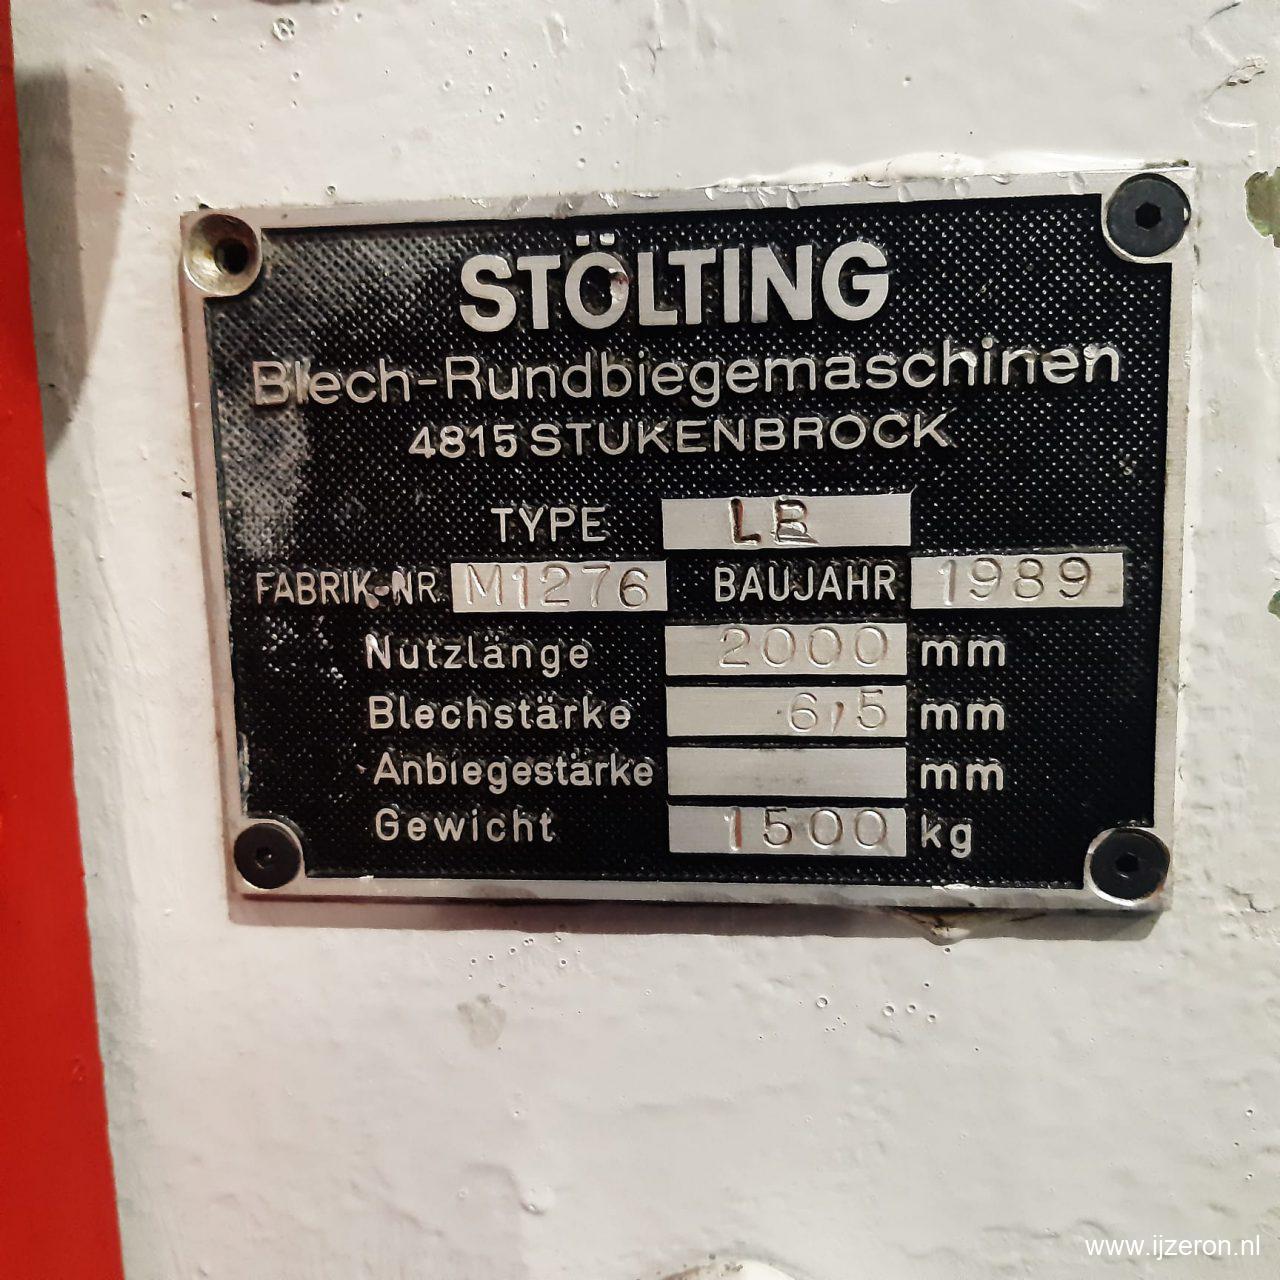 STÖLTING
Blech-Rundbiegemaschinen
4815 STUKENBROCK
TYPE LB
FABRIK-NR. M1276 BAUJAHR 1989
Nutzlänge 2000 mm
Blechstärke 6,5 mm
Anbiegestärke mm
Gewicht 1500 kg
www.ijzeron.nl